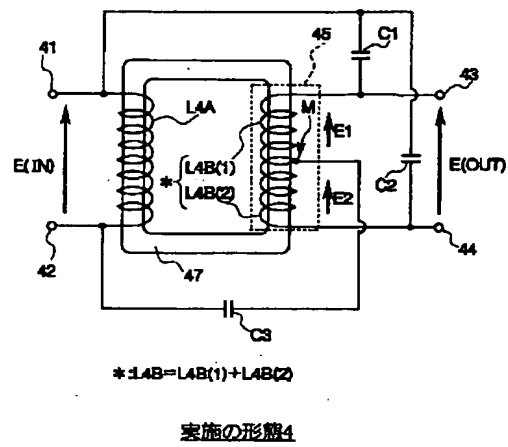 41
42
43
44
45
47
C1
C2
C3
L4A
M
E1
E2
E(IN)
E(OUT)
*
L4B(1)
L4B(2)
*:L4B=L4B(1)+L4B(2)
実施の形態4